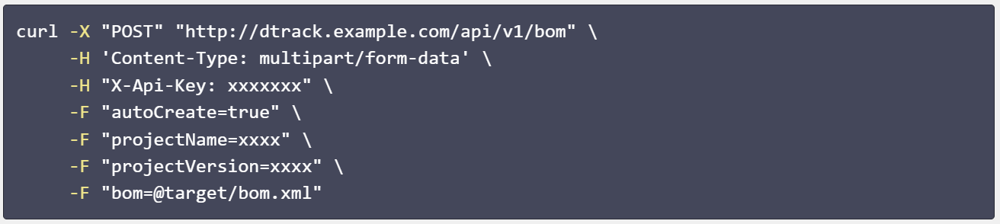 curl -X "POST" "http://dtrack.example.com/api/v1/bom" \
     -H 'Content-Type: multipart/form-data' \
     -H "X-Api-Key: xxxxxxx" \
     -F "autoCreate=true" \
     -F "projectName=xxxx" \
     -F "projectVersion=xxxx" \
     -F "bom=@target/bom.xml"